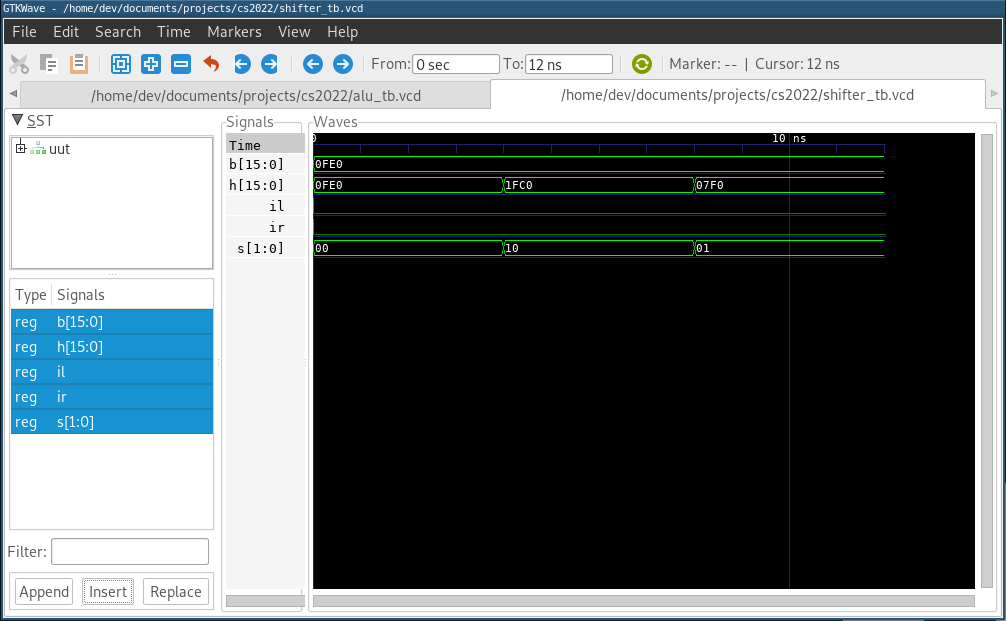 GTKWave - /home/dev/documents/projects/cs2022/shifter_tb.vcd
File Edit Search Time Markers View Help
From: 0 sec To: 12 ns Marker: -- | Cursor: 12 ns
/home/dev/documents/projects/cs2022/alu_tb.vcd /home/dev/documents/projects/cs2022/shifter_tb.vcd
SST
uut
Type Signals
reg b[15:0]
reg h[15:0]
reg il
reg ir
reg s[1:0]
Filter:
Append Insert Replace
Signals
Time
b[15:0]
h[15:0]
il
ir
s[1:0]
Waves
0 10 ns
0FE0
0FE0 1FC0 07F0
00 10 01